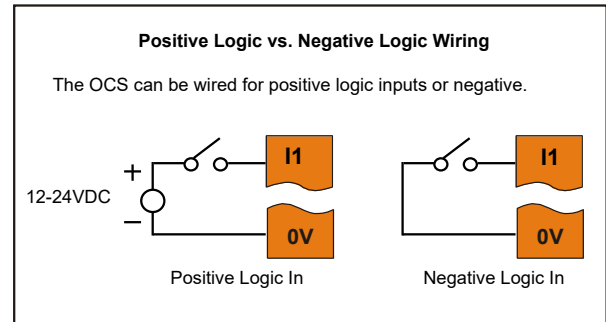 Positive Logic vs. Negative Logic Wiring
The OCS can be wired for positive logic inputs or negative.
I1
+
12-24VDC
–
0V
Positive Logic In
I1
0V
Negative Logic In